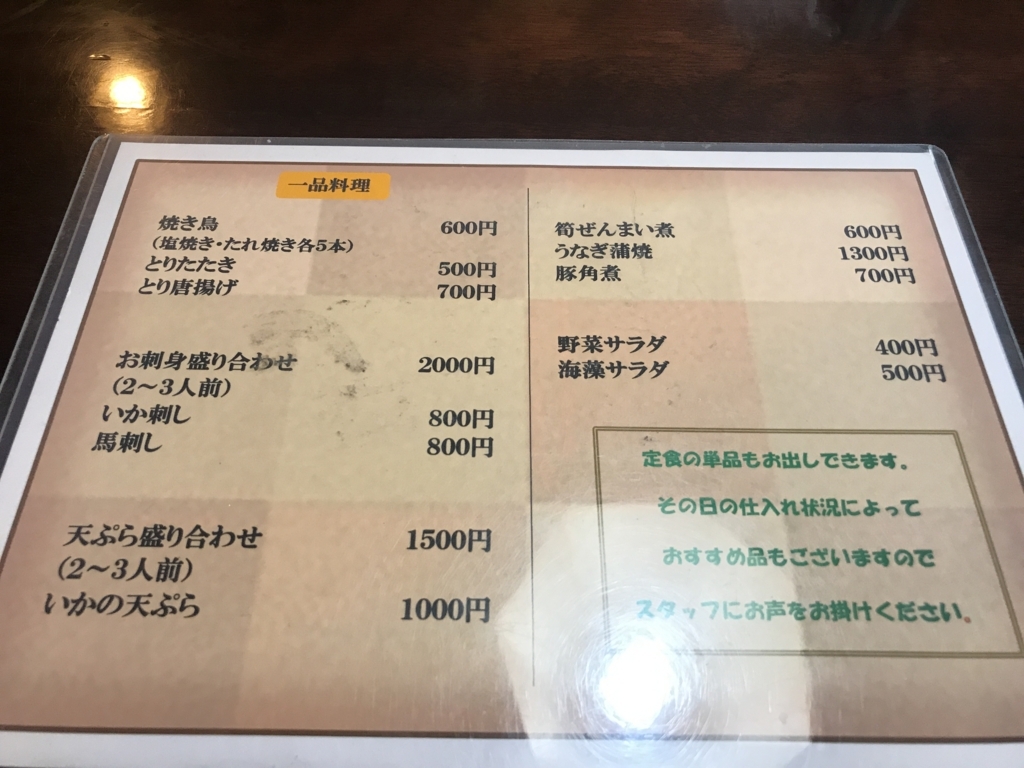 一品料理
焼き鳥 600円
(塩焼き・たれ焼き各5本)
とりたたき 500円
とり唐揚げ 700円
お刺身盛り合わせ 2000円
(2～3人前)
いか刺し 800円
馬刺し 800円
天ぷら盛り合わせ 1500円
(2～3人前)
いかの天ぷら 1000円
筍ぜんまい煮 600円
うなぎ蒲焼 1300円
豚角煮 700円
野菜サラダ 400円
海藻サラダ 500円
定食の単品もお出しできます。
その日の仕入れ状況によって
おすすめ品もございますので
スタッフにお声をお掛けください。